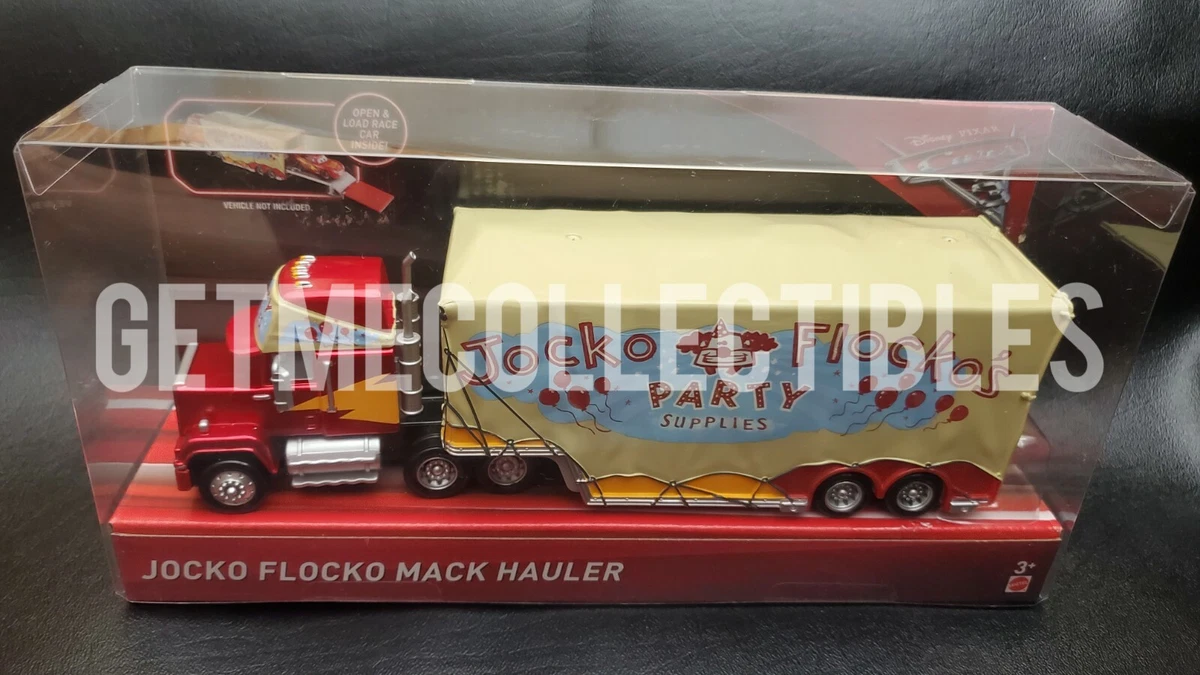 OPEN &
LOAD RACE
CAR
INSIDE!
VEHICLE NOT INCLUDED.
Disney PIXAR
Cars
GETMECOLLECTIBLES
Jocko Flocko's
PARTY
SUPPLIES
JOCKO FLOCKO MACK HAULER
3+